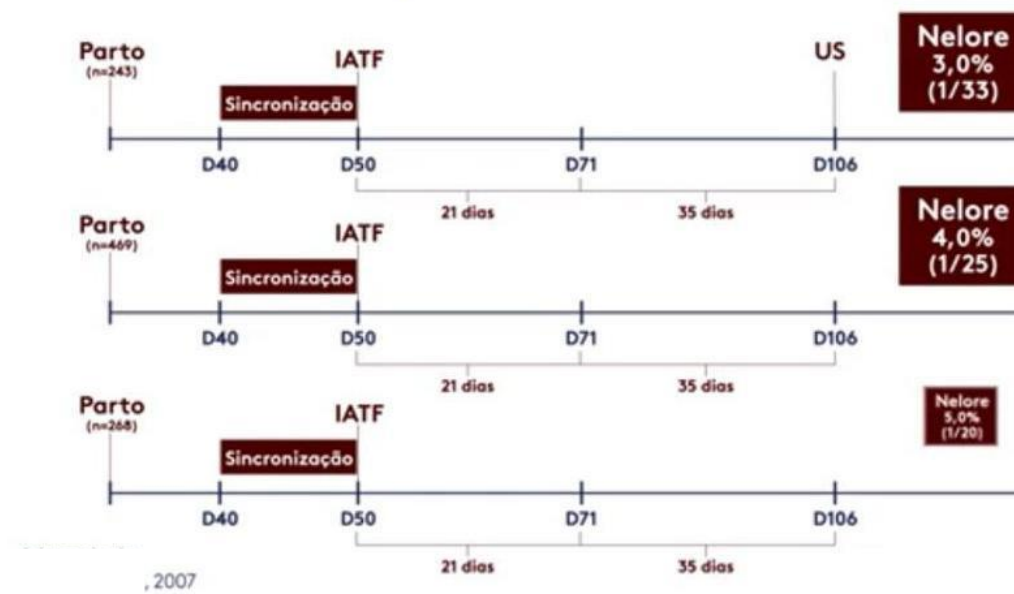 Parto
(n=243)
IATF
US
Nelore
3,0%
(1/33)
Sincronização
D40
D50
D71
D106
21 dias
35 dias
Parto
(n=469)
IATF
Nelore
4,0%
(1/25)
Sincronização
D40
D50
D71
D106
21 dias
35 dias
Parto
(n=268)
IATF
Nelore
5,0%
(1/20)
Sincronização
D40
D50
D71
D106
21 dias
35 dias
, 2007